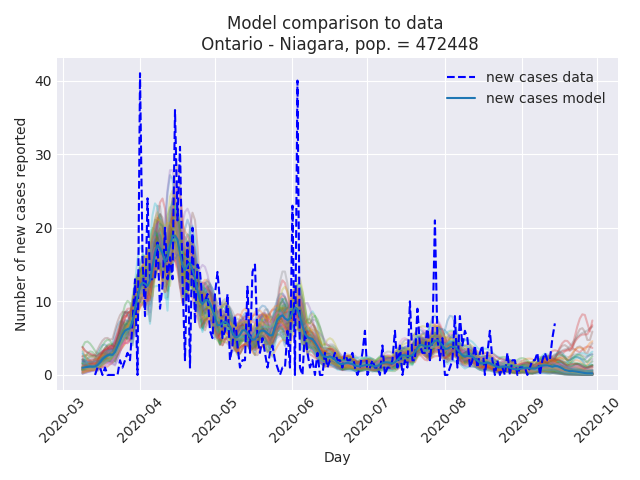 Model comparison to data
Ontario - Niagara, pop. = 472448
new cases data
new cases model
Number of new cases reported
40
30
20
10
0
2020-03
2020-04
2020-05
2020-06
2020-07
2020-08
2020-09
2020-10
Day